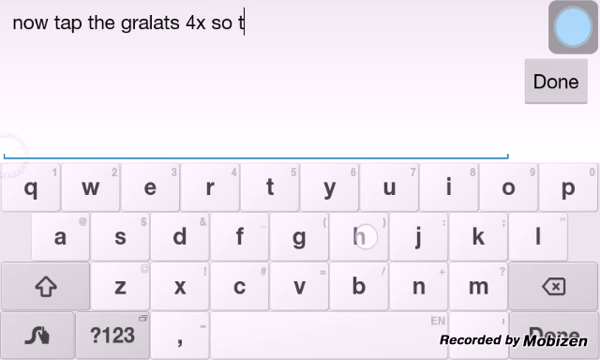 now tap the gralats 4x so t
Done
1 2 3 4 5 6 7 8 9 0
q w e r t y u i o p
@ $ & _ ( ) : ; "
a s d f g h j k l
! # = / + ?
z x c v b n m
EN
?123 , Done
Recorded by Mobizen